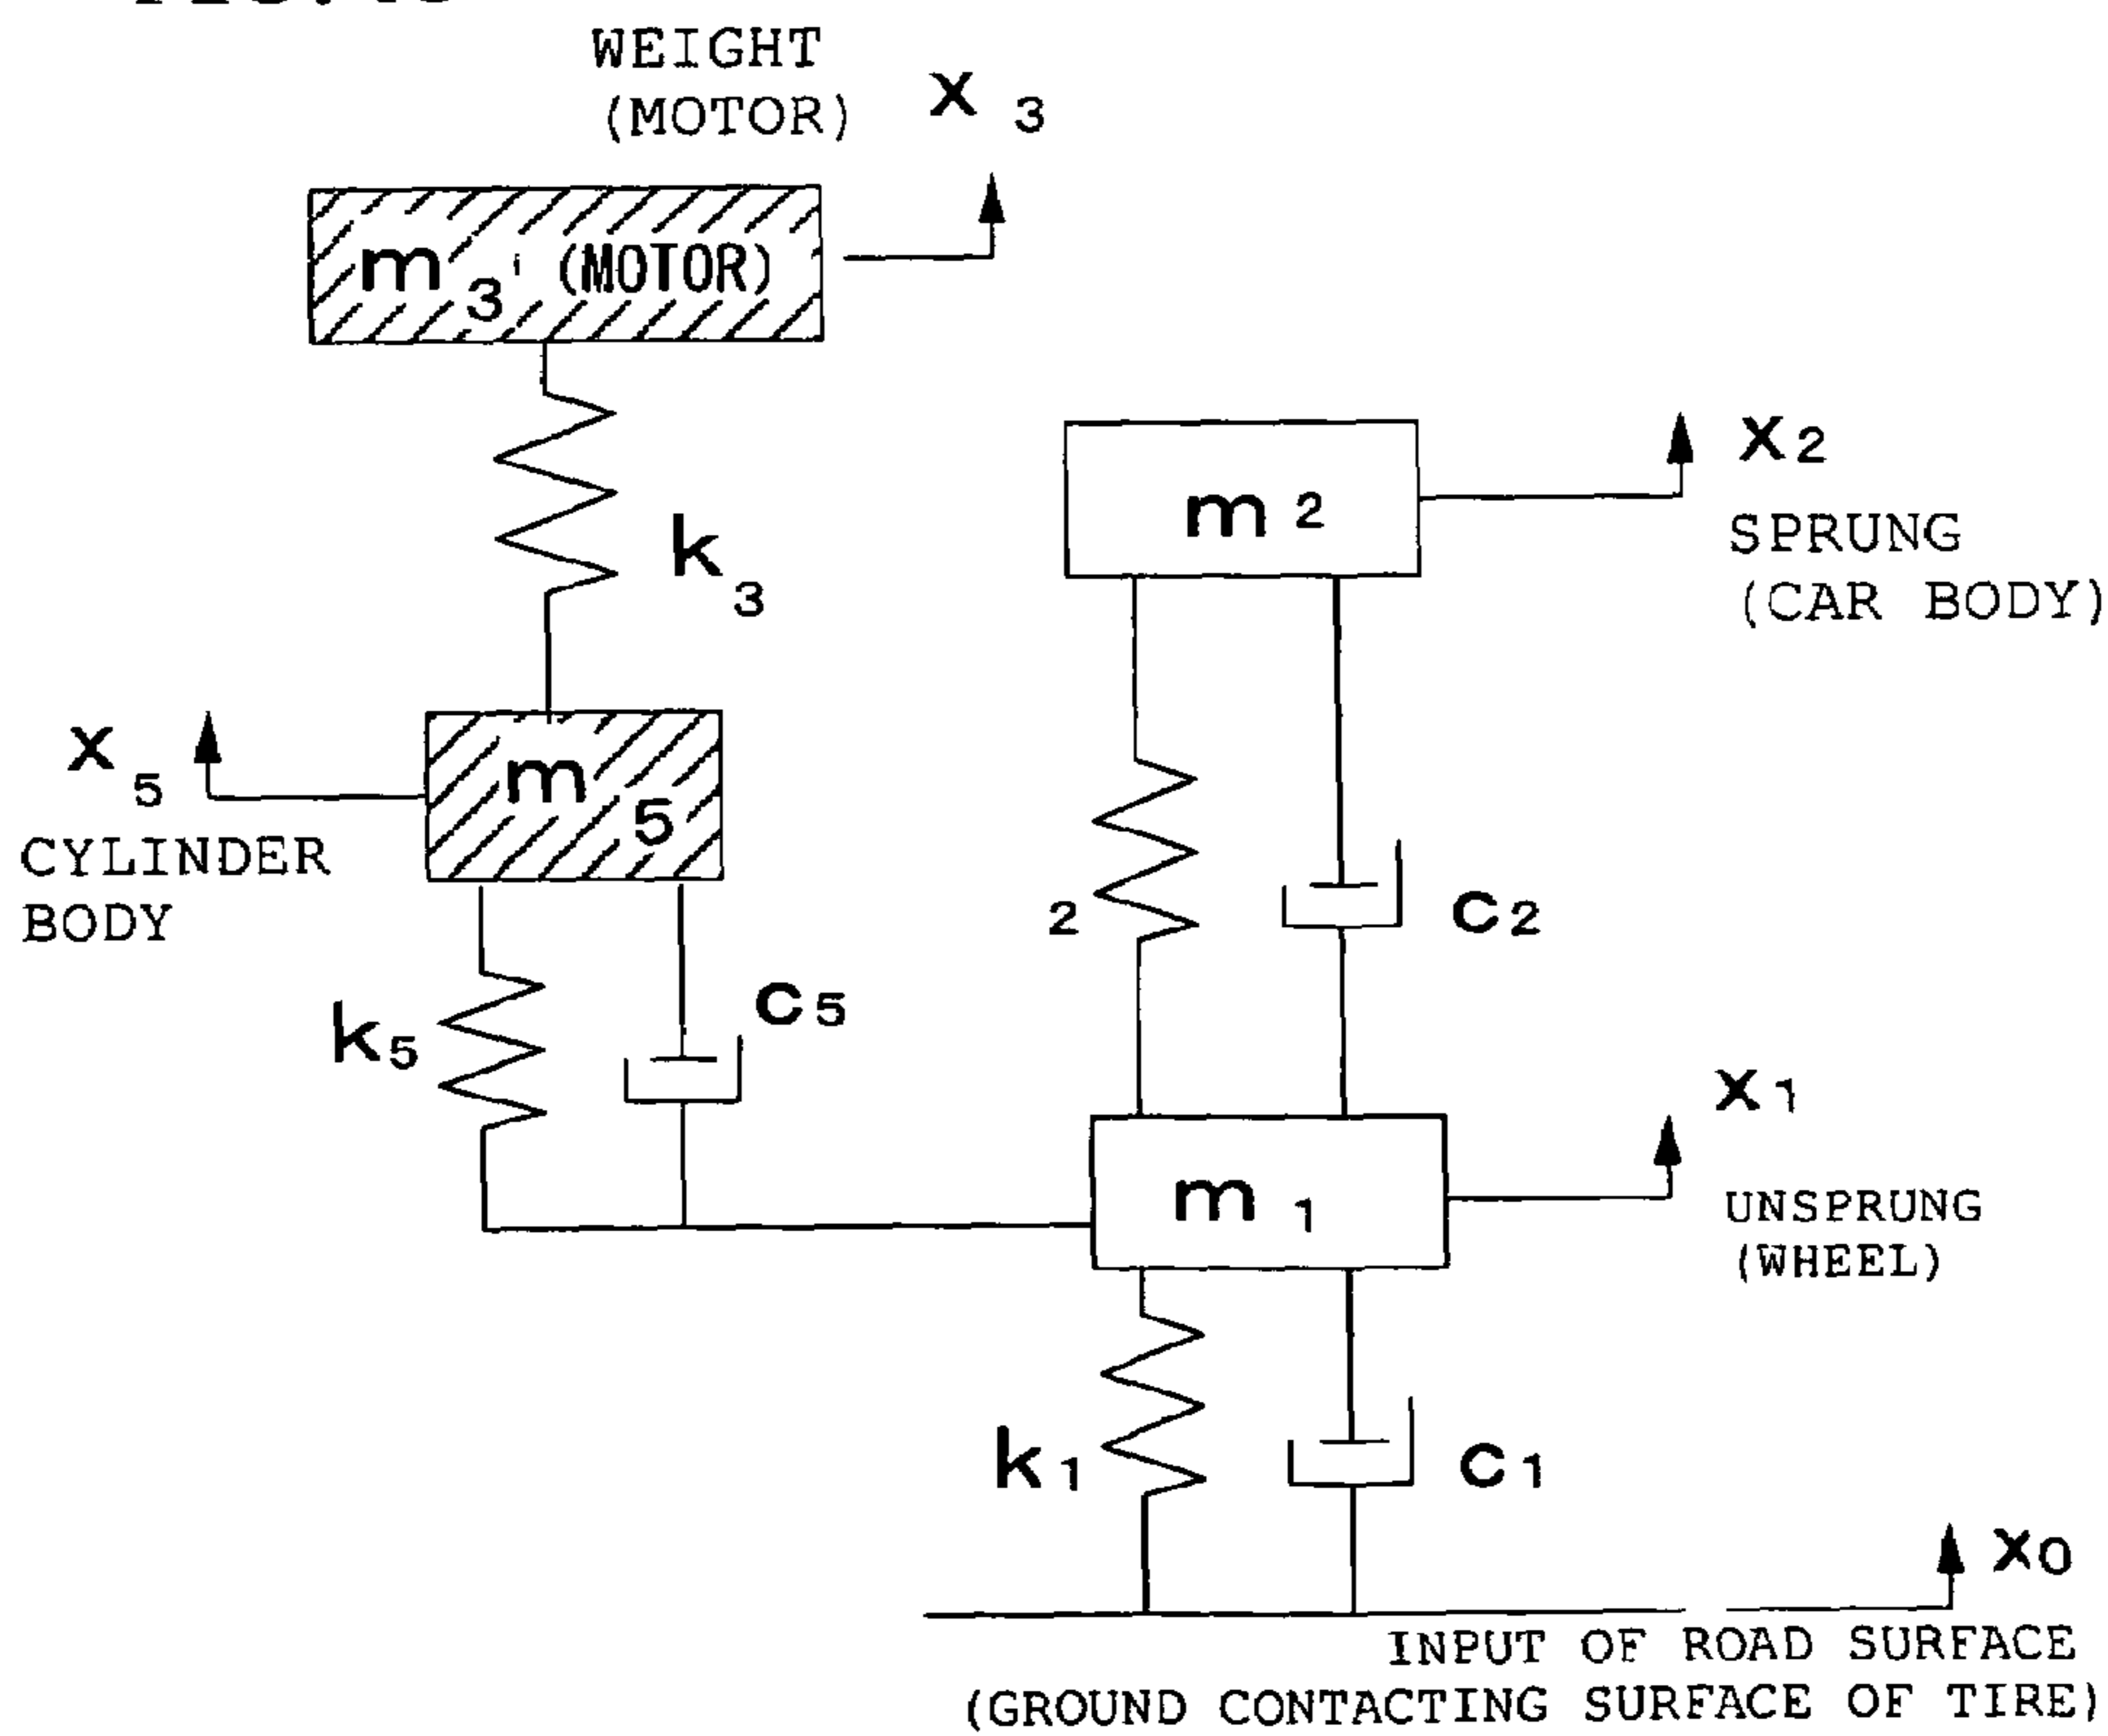 WEIGHT
(MOTOR)
x 3
m 3' (MOTOR)
k 3
x 5
CYLINDER
BODY
m 5
k5
c5
m 2
x2
SPRUNG
(CAR BODY)
2
c2
m 1
x1
UNSPRUNG
(WHEEL)
k1
c1
x0
INPUT OF ROAD SURFACE
(GROUND CONTACTING SURFACE OF TIRE)